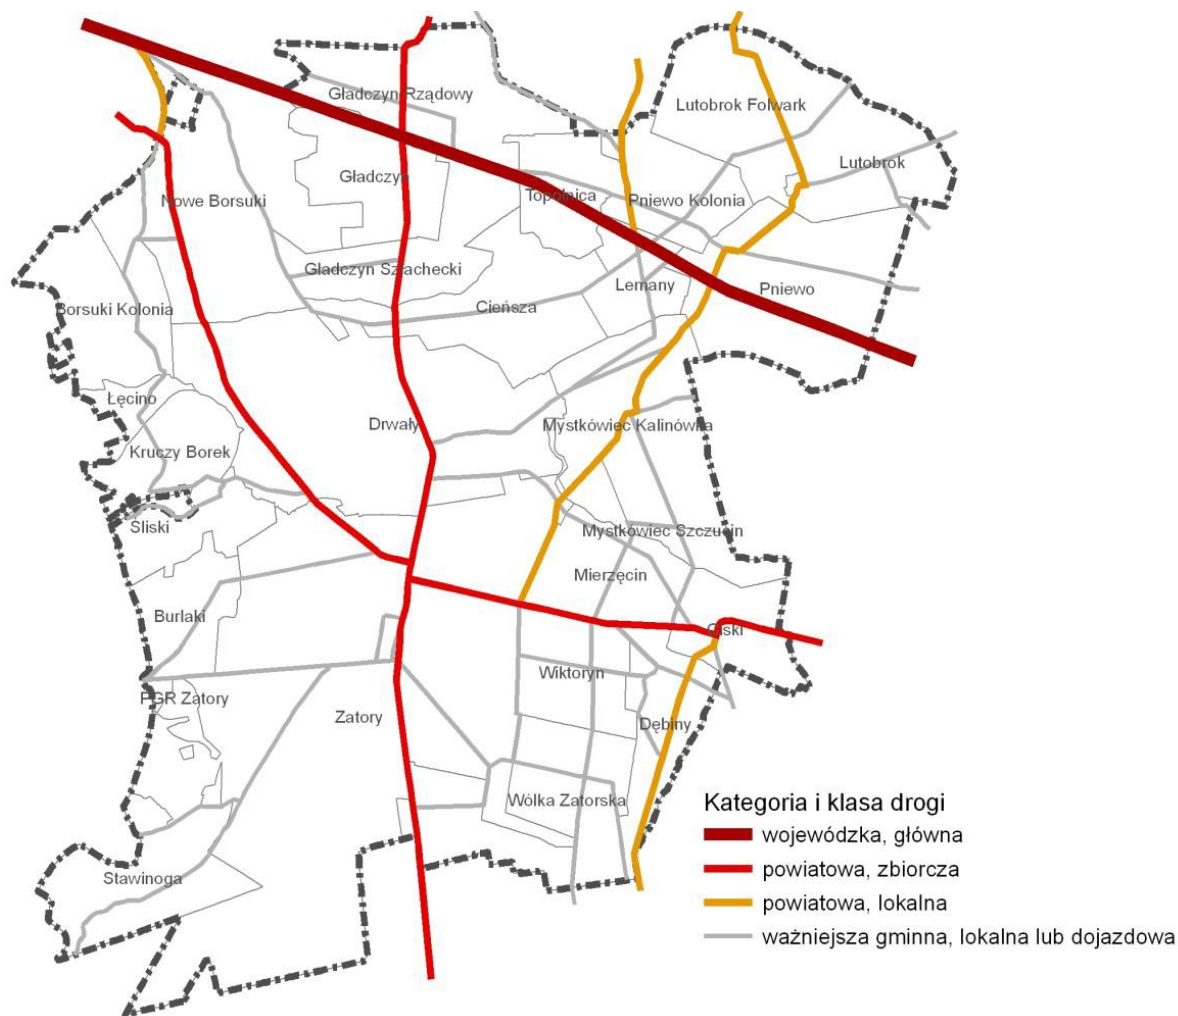 Gładczyn Rządowy
Lutobrok Folwark
Lutobrok
Gładczyn
Nowe Borsuki
Topolnica
Pniewo Kolonia
Gładczyn Szlachecki
Lemany
Pniewo
Borsuki Kolonia
Cieńsza
Łęcino
Drwały
Mystkówiec Kalinówka
Kruczy Borek
Śliski
Mystkówiec Szczucin
Mierzęcin
Burlaki
Ciski
Wiktoryn
PGR Zatory
Zatory
Dębiny
Wólka Zatorska
Stawinoga
Kategoria i klasa drogi
wojewódzka, główna
powiatowa, zbiorcza
powiatowa, lokalna
ważniejsza gminna, lokalna lub dojazdowa